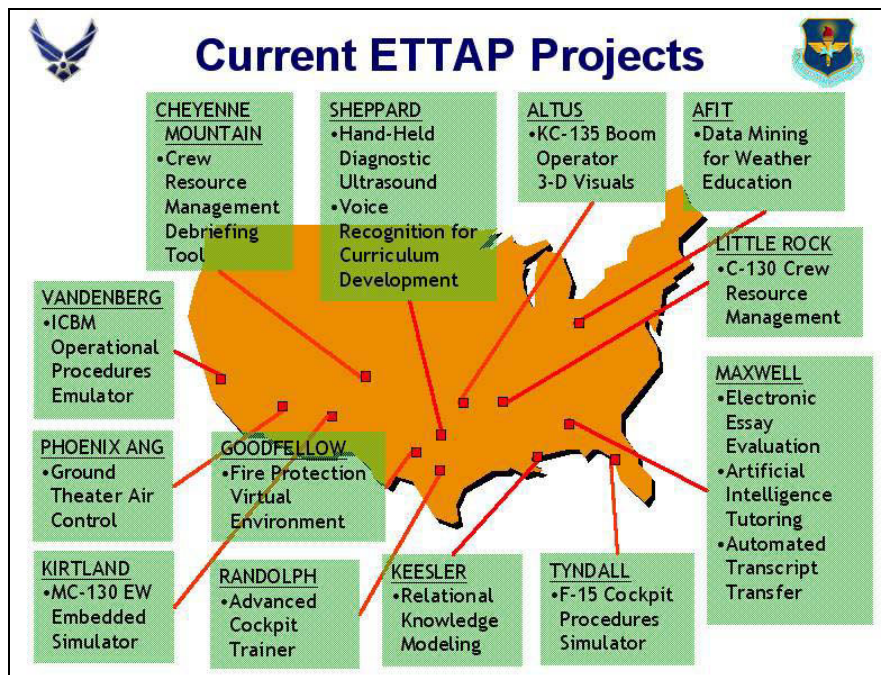 Current ETTAP Projects
CHEYENNE
MOUNTAIN
•Crew
Resource
Management
Debriefing
Tool
SHEPPARD
•Hand-Held
Diagnostic
Ultrasound
•Voice
Recognition for
Curriculum
Development
ALTUS
•KC-135 Boom
Operator
3-D Visuals
AFIT
•Data Mining
for Weather
Education
LITTLE ROCK
•C-130 Crew
Resource
Management
VANDENBERG
•ICBM
Operational
Procedures
Emulator
MAXWELL
•Electronic
Essay
Evaluation
•Artificial
Intelligence
Tutoring
•Automated
Transcript
Transfer
PHOENIX ANG
•Ground
Theater Air
Control
GOODFELLOW
•Fire Protection
Virtual
Environment
KIRTLAND
•MC-130 EW
Embedded
Simulator
RANDOLPH
•Advanced
Cockpit
Trainer
KEESLER
•Relational
Knowledge
Modeling
TYNDALL
•F-15 Cockpit
Procedures
Simulator